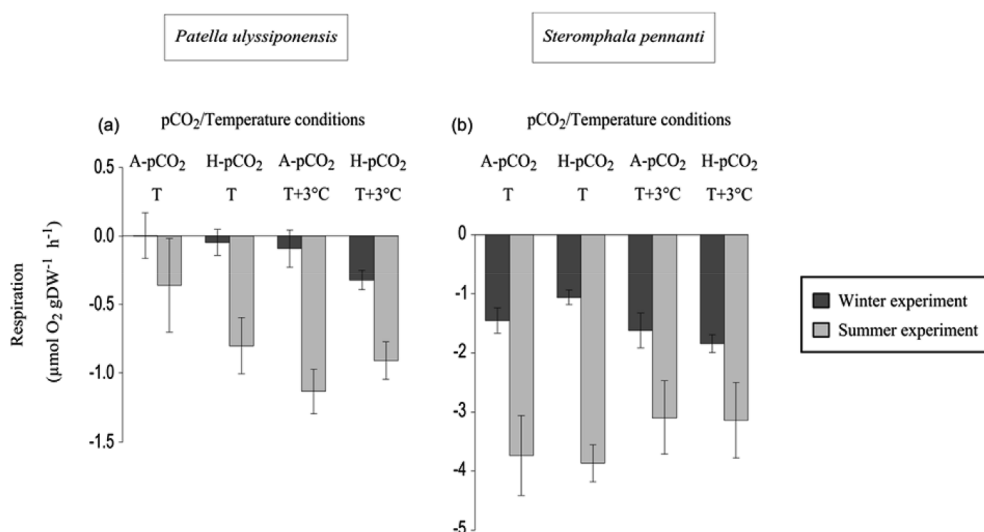 Patella ulyssiponensis
Steromphala pennanti
(a)
pCO₂/Temperature conditions
A-pCO₂ H-pCO₂ A-pCO₂ H-pCO₂
T T T+3°C T+3°C
0.5
0.0
-0.5
-1.0
-1.5
Respiration
(µmol O₂ gDW⁻¹ h⁻¹)
(b)
pCO₂/Temperature conditions
A-pCO₂ H-pCO₂ A-pCO₂ H-pCO₂
T T T+3°C T+3°C
0
-1
-2
-3
-4
-5
Winter experiment
Summer experiment